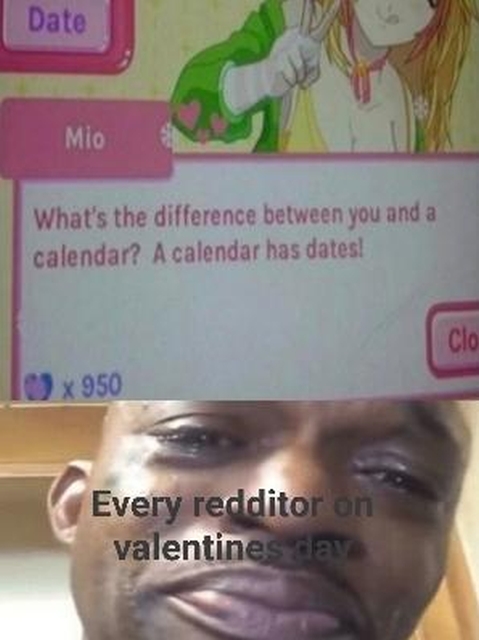 Date
Mio
What's the difference between you and a
calendar? A calendar has dates!
Clo
x 950
Every redditor on
valentines day